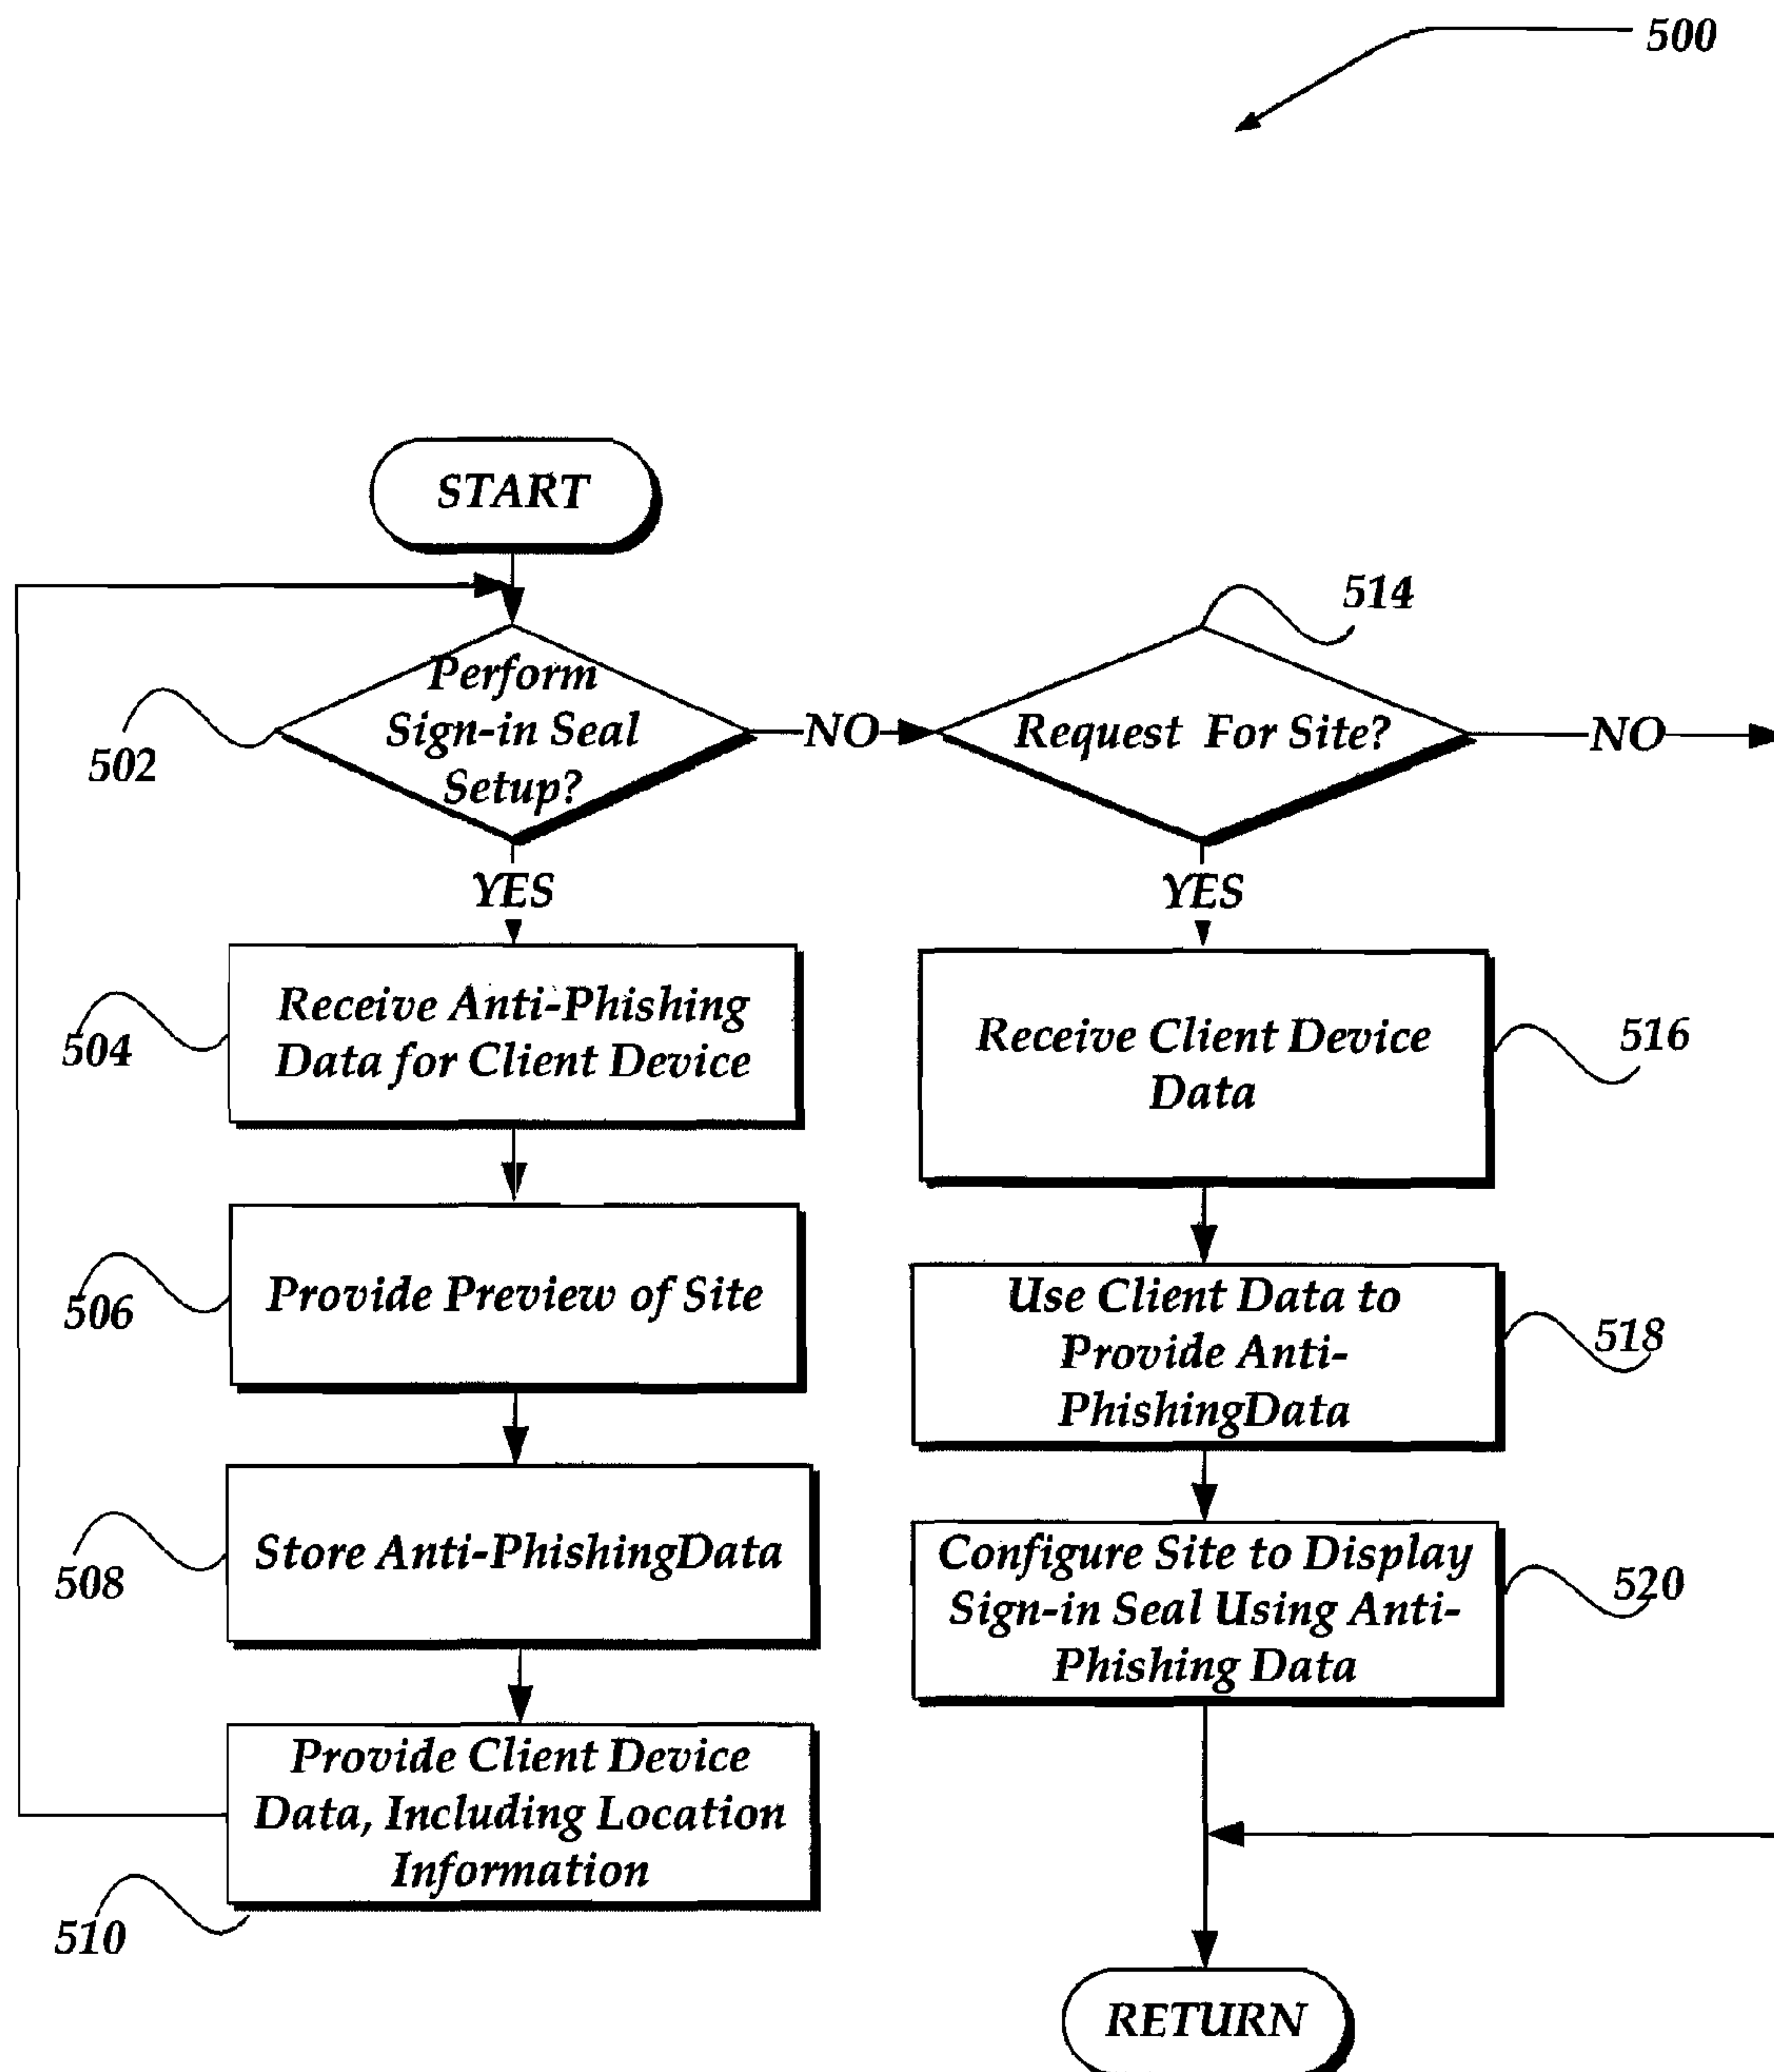 500
START
514
Perform
Sign-in Seal
Setup?
NO
Request For Site?
NO
502
YES
YES
Receive Anti-Phishing
Data for Client Device
504
Receive Client Device
Data
516
Provide Preview of Site
506
Use Client Data to
Provide Anti-
PhishingData
518
Store Anti-PhishingData
508
Configure Site to Display
Sign-in Seal Using Anti-
Phishing Data
520
Provide Client Device
Data, Including Location
Information
510
RETURN